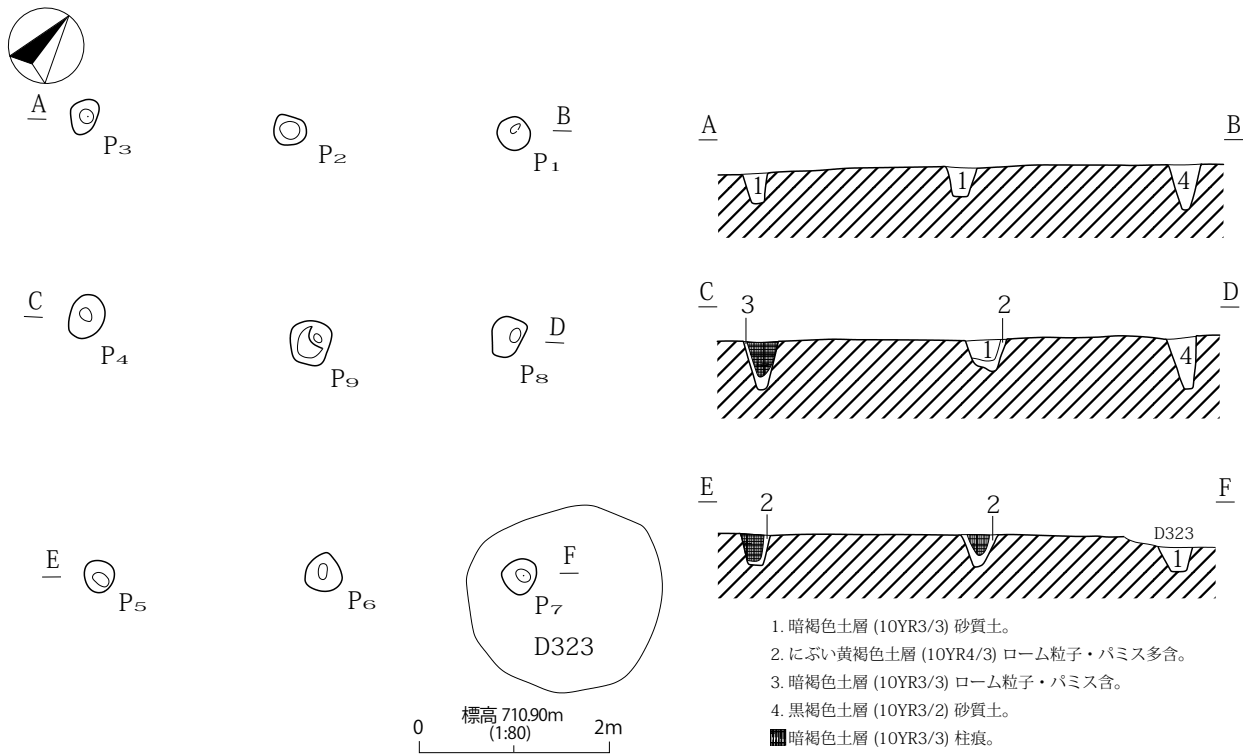 A
P3
P2
B
P1
C
P4
P9
D
P8
E
P5
P6
F
P7
D323
標高 710.90m
(1:80)
0 2m
A B
1 1 4
C D
3 2
1 4
E F
2 2
D323
1
1. 暗褐色土層 (10YR3/3) 砂質土。
2. にぶい黄褐色土層 (10YR4/3) ローム粒子・パミス多含。
3. 暗褐色土層 (10YR3/3) ローム粒子・パミス含。
4. 黒褐色土層 (10YR3/2) 砂質土。
暗褐色土層 (10YR3/3) 柱痕。